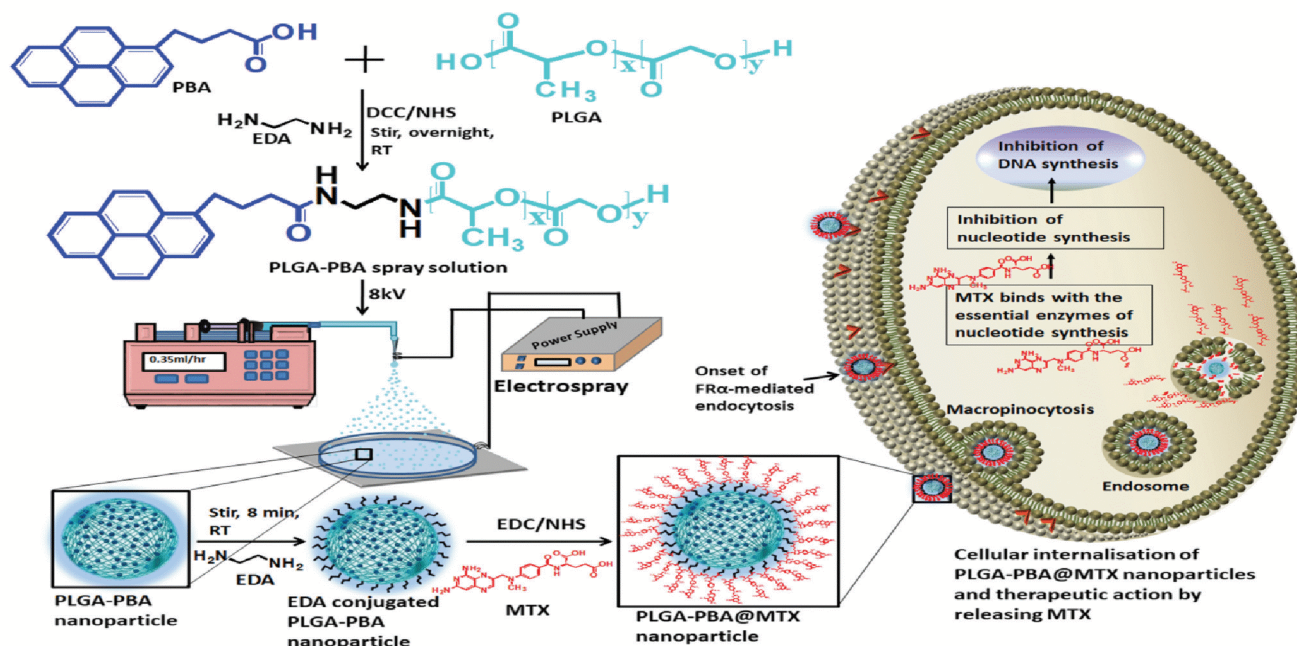 PBA
OH
O
HO
O
O
x
O
O
y
H
CH3
PLGA
H2N
NH2
EDA
DCC/NHS
Stir, overnight,
RT
O
H
N
N
H
O
O
x
O
O
y
H
CH3
PLGA-PBA spray solution
8kV
0.35ml/hr
Power Supply
Electrospray
Stir, 8 min,
RT
H2N
NH2
EDA
PLGA-PBA
nanoparticle
EDA conjugated
PLGA-PBA
nanoparticle
EDC/NHS
MTX
PLGA-PBA@MTX
nanoparticle
Inhibition of
DNA synthesis
Inhibition of
nucleotide synthesis
MTX binds with the
essential enzymes of
nucleotide synthesis
Onset of
FRα-mediated
endocytosis
Macropinocytosis
Endosome
Cellular internalisation of
PLGA-PBA@MTX nanoparticles
and therapeutic action by
releasing MTX